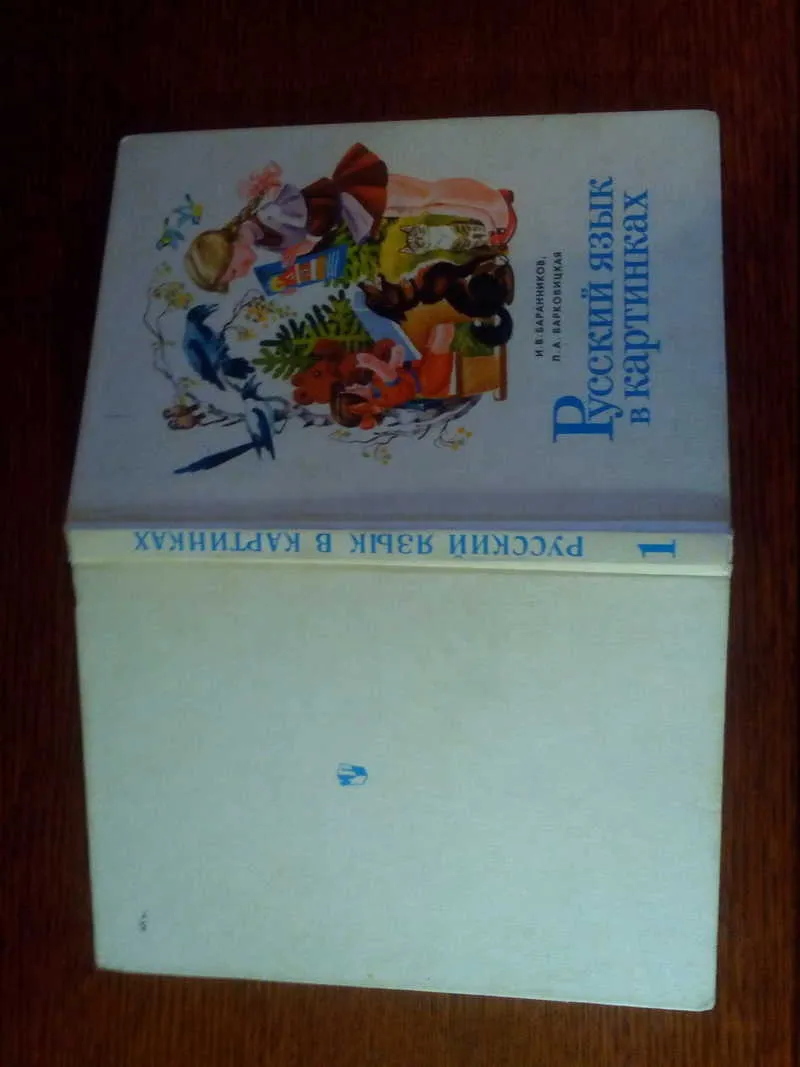 И.В. БАРАННИКОВ,
Л.А. ВАРКОВИЦКАЯ
Русский язык
в картинках
РУССКИЙ ЯЗЫК В КАРТИНКАХ
1